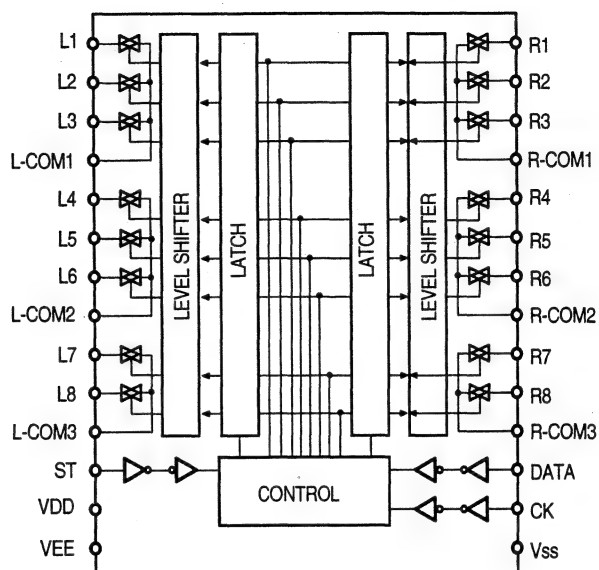 L1
L2
L3
L-COM1
L4
L5
L6
L-COM2
L7
L8
L-COM3
ST
VDD
VEE
LEVEL SHIFTER
LATCH
LATCH
LEVEL SHIFTER
CONTROL
R1
R2
R3
R-COM1
R4
R5
R6
R-COM2
R7
R8
R-COM3
DATA
CK
Vss